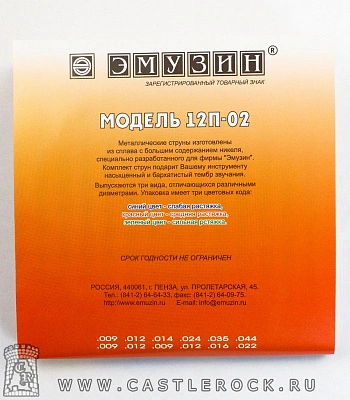 ЭМУЗИН®
ЗАРЕГИСТРИРОВАННЫЙ ТОВАРНЫЙ ЗНАК
МОДЕЛЬ 12П-02
Металлические струны изготовлены
из сплава с большим содержанием никеля,
специально разработанного для фирмы "Эмузин".
Комплект струн подарит Вашему инструменту
насыщенный и бархатистый тембр звучания.
Выпускаются три вида, отличающихся различными
диаметрами. Упаковка имеет три цветовых кода:
синий цвет - слабая растяжка,
красный цвет - средняя растяжка,
зеленый цвет - сильная ростяжка.
СРОК ГОДНОСТИ НЕ ОГРАНИЧЕН
РОССИЯ, 440061, г. ПЕНЗА, УЛ. ПРОЛЕТАРСКАЯ, 45.
Тел. (841-2) 64-64-33, факс: (841-2) 64-09-75.
http://www.emuzin.ru E-mail: info@emuzin.ru
.009 .012 .014 .024 .035 .044
.009 .012 .009 .012 .016 .022
WWW.CASTLEROCK.RU